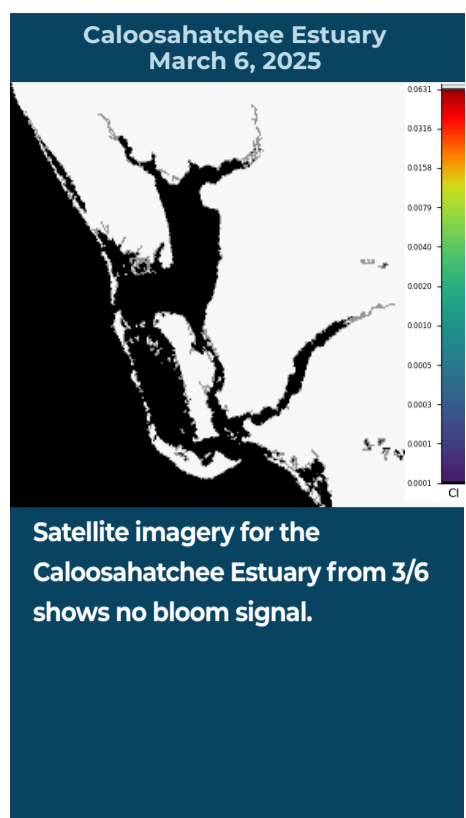 Caloosahatchee Estuary
March 6, 2025
0.0631
0.0316
0.0158
0.0079
0.0040
0.0020
0.0010
0.0005
0.0003
0.0001
0.0001
CI
Satellite imagery for the
Caloosahatchee Estuary from 3/6
shows no bloom signal.